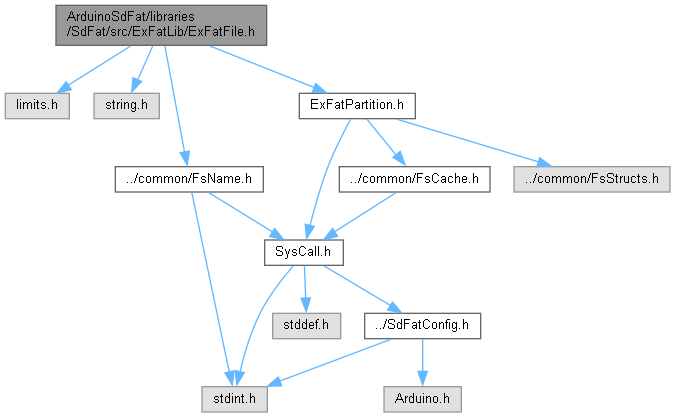 ArduinoSdFat/libraries
/SdFat/src/ExFatLib/ExFatFile.h
limits.h
string.h
ExFatPartition.h
../common/FsName.h
../common/FsCache.h
../common/FsStructs.h
SysCall.h
stddef.h
../SdFatConfig.h
stdint.h
Arduino.h